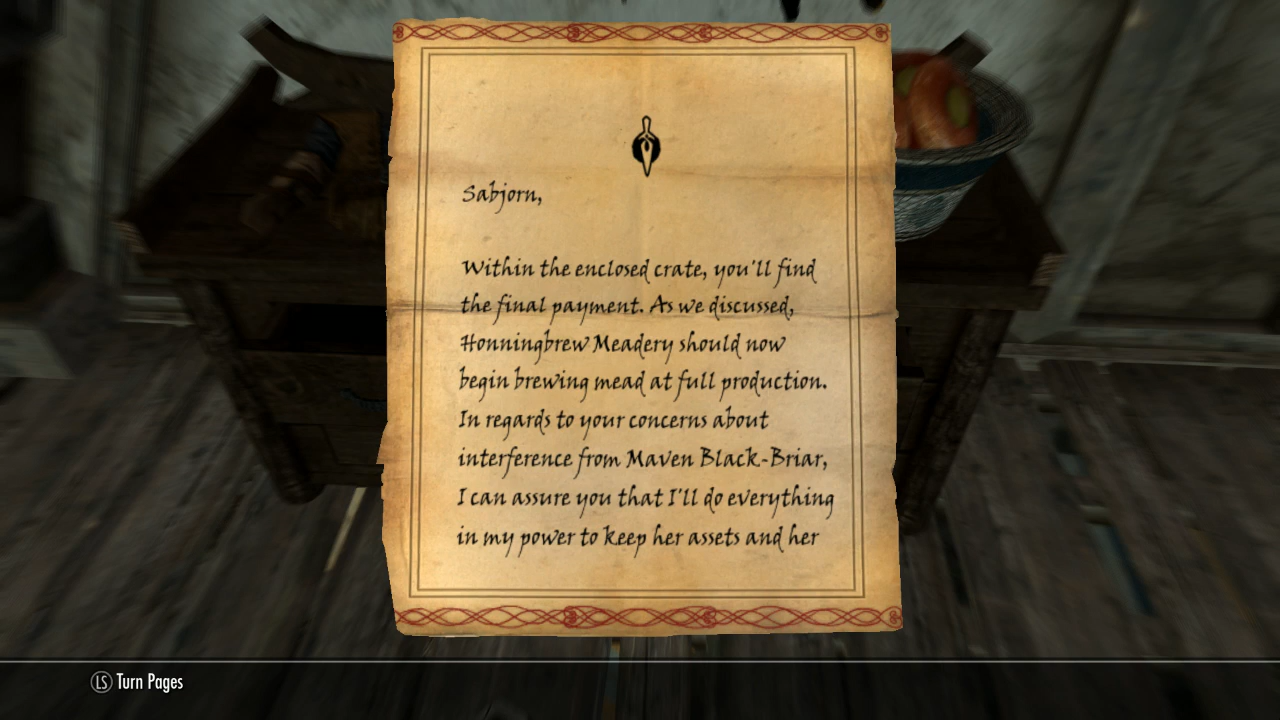 Sabjorn,
Within the enclosed crate, you'll find
the final payment. As we discussed,
Honningbrew Meadery should now
begin brewing mead at full production.
In regards to your concerns about
interference from Maven Black-Briar,
I can assure you that I'll do everything
in my power to keep her assets and her
LS Turn Pages